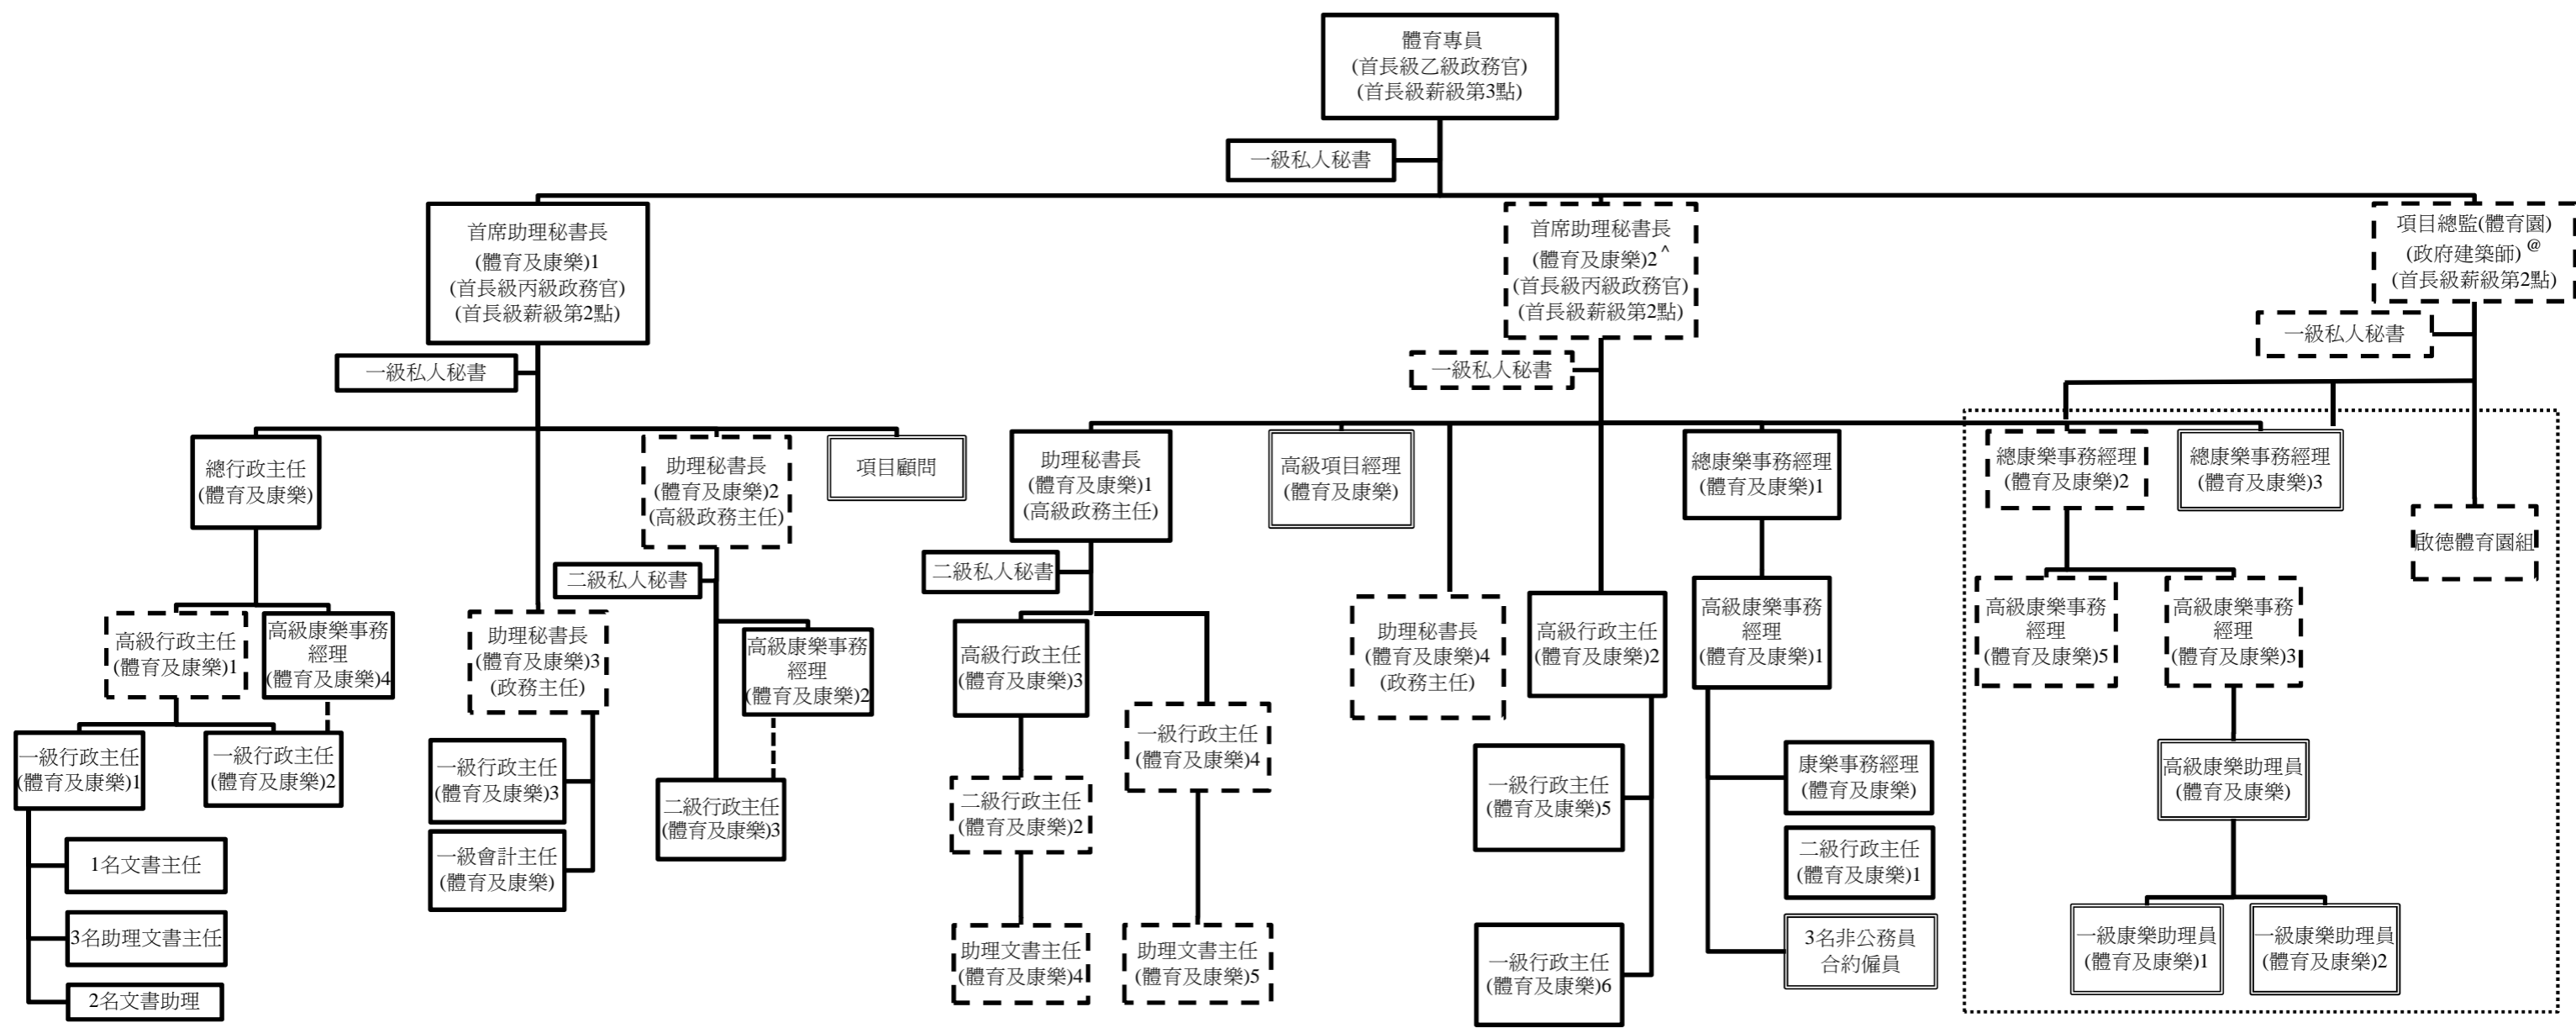 體育專員
(首長級乙級政務官)
(首長級薪級第3點)
一級私人秘書
首席助理秘書長
(體育及康樂)1
(首長級丙級政務官)
(首長級薪級第2點)
首席助理秘書長
(體育及康樂)2^
(首長級丙級政務官)
(首長級薪級第2點)
項目總監(體育園)
(政府建築師)@
(首長級薪級第2點)
一級私人秘書
一級私人秘書
一級私人秘書
總行政主任
(體育及康樂)
助理秘書長
(體育及康樂)2
(高級政務主任)
項目顧問
助理秘書長
(體育及康樂)1
(高級政務主任)
高級項目經理
(體育及康樂)
總康樂事務經理
(體育及康樂)1
總康樂事務經理
(體育及康樂)2
總康樂事務經理
(體育及康樂)3
啟德體育園組
二級私人秘書
二級私人秘書
高級行政主任
(體育及康樂)1
高級康樂事務
經理
(體育及康樂)4
助理秘書長
(體育及康樂)3
(政務主任)
高級康樂事務
經理
(體育及康樂)2
高級行政主任
(體育及康樂)3
助理秘書長
(體育及康樂)4
(政務主任)
高級行政主任
(體育及康樂)2
高級康樂事務
經理
(體育及康樂)1
高級康樂事務
經理
(體育及康樂)5
高級康樂事務
經理
(體育及康樂)3
一級行政主任
(體育及康樂)1
一級行政主任
(體育及康樂)2
一級行政主任
(體育及康樂)3
一級會計主任
(體育及康樂)
二級行政主任
(體育及康樂)3
一級行政主任
(體育及康樂)4
二級行政主任
(體育及康樂)2
一級行政主任
(體育及康樂)5
康樂事務經理
(體育及康樂)
二級行政主任
(體育及康樂)1
高級康樂助理員
(體育及康樂)
1名文書主任
3名助理文書主任
2名文書助理
助理文書主任
(體育及康樂)4
助理文書主任
(體育及康樂)5
一級行政主任
(體育及康樂)6
3名非公務員
合約僱員
一級康樂助理員
(體育及康樂)1
一級康樂助理員
(體育及康樂)2